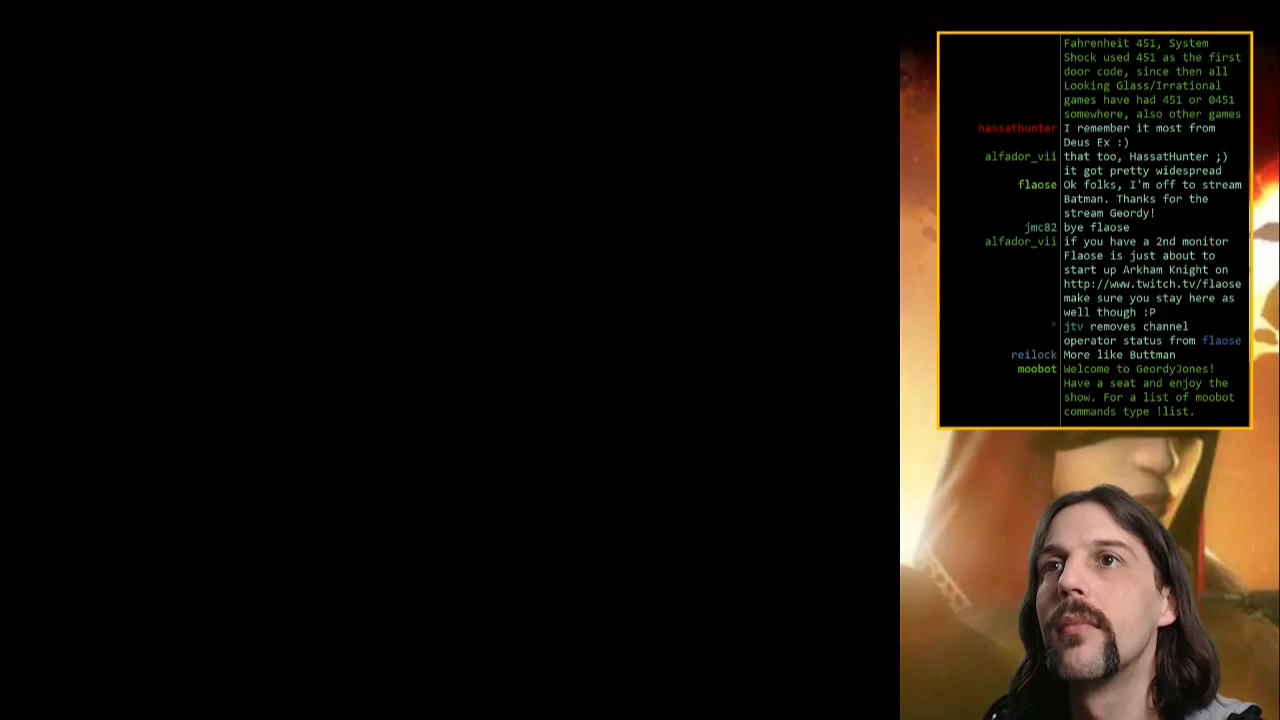 Fahrenheit 451, System
Shock used 451 as the first
door code, since then all
Looking Glass/Irrational
games have had 451 or 0451
somewhere, also other games
hassathunter I remember it most from
Deus Ex :)
alfador_vii that too, HassatHunter ;)
it got pretty widespread
flaose Ok folks, I'm off to stream
Batman. Thanks for the
stream Geordy!
jmc82 bye flaose
alfador_vii if you have a 2nd monitor
Flaose is just about to
start up Arkham Knight on
http://www.twitch.tv/flaose
make sure you stay here as
well though :P
* jtv removes channel
operator status from flaose
reilock More like Buttman
moobot Welcome to GeordyJones!
Have a seat and enjoy the
show. For a list of moobot
commands type !list.